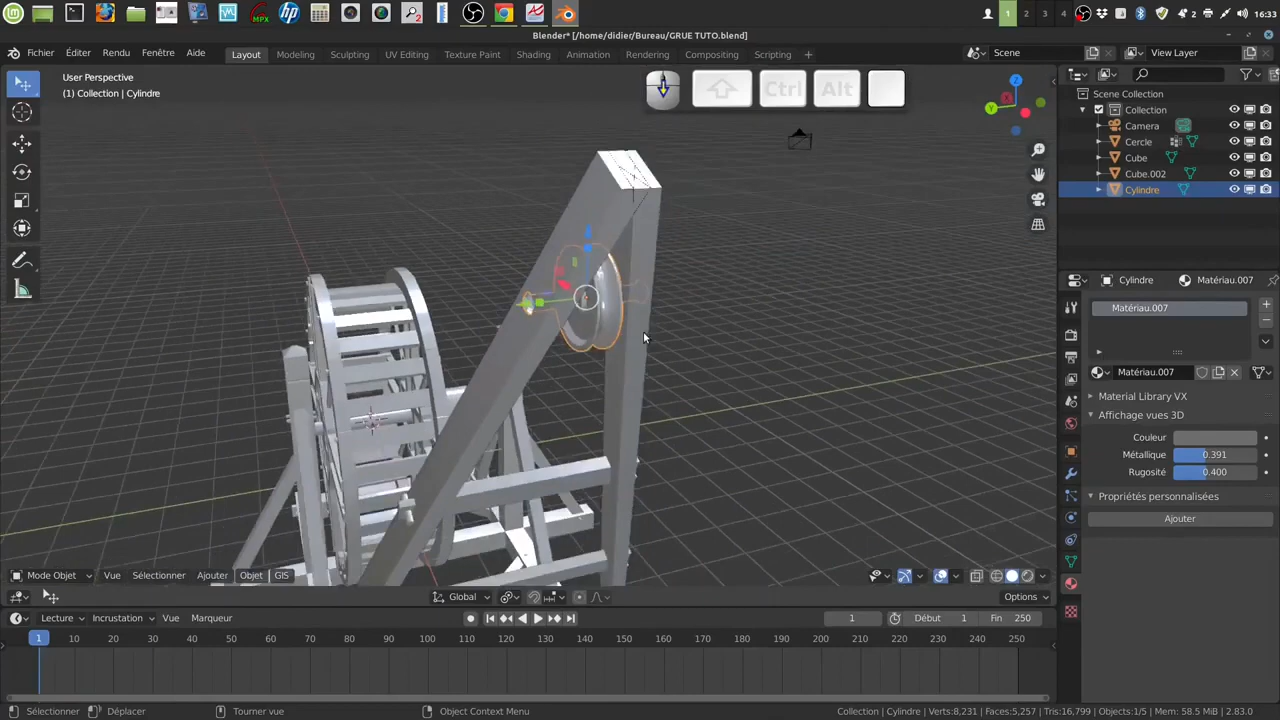 1 2 3 4 16:33
Blender* [/home/didier/Bureau/GRUE TUTO.blend]
Fichier Éditer Rendu Fenêtre Aide Layout Modeling Sculpting UV Editing Texture Paint Shading Animation Rendering Compositing Scripting + Scene View Layer
User Perspective
(1) Collection | Cylindre
Ctrl Alt
X Y Z
Scene Collection
Collection
Camera
Cercle
Cube
Cube.002
Cylindre
Cylindre Matériau.007
Matériau.007
Matériau.007
Material Library VX
Affichage vues 3D
Couleur
Métallique 0.391
Rugosité 0.400
Propriétés personnalisées
Ajouter
Mode Objet Vue Sélectionner Ajouter Objet GIS
Global Options
Lecture Incrustation Vue Marqueur 1 Début 1 Fin 250
1 10 20 30 40 50 60 70 80 90 100 110 120 130 140 150 160 170 180 190 200 210 220 230 240 250
Sélectionner Déplacer Tourner vue Object Context Menu Collection | Cylindre | Verts:8,231 | Faces:5,257 | Tris:16,799 | Objects:1/5 | Mem: 58.5 MiB | 2.83.0